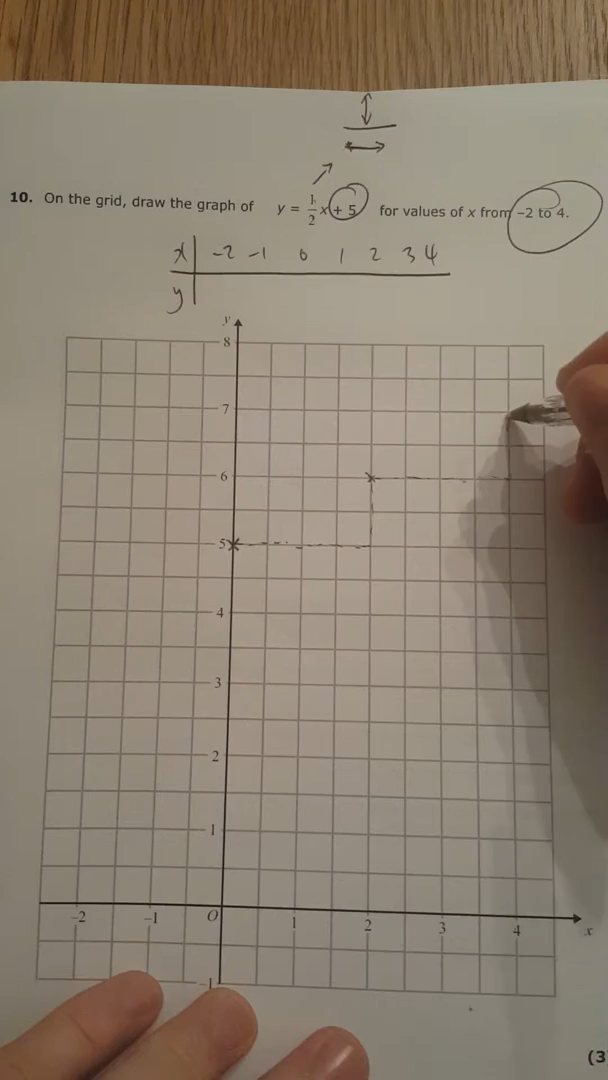 10. On the grid, draw the graph of y = 1/2 x + 5 for values of x from -2 to 4.
x -2 -1 0 1 2 3 4
y
y
8
7
6
5
4
3
2
1
-2 -1 O 1 2 3 4 x
-1
(3